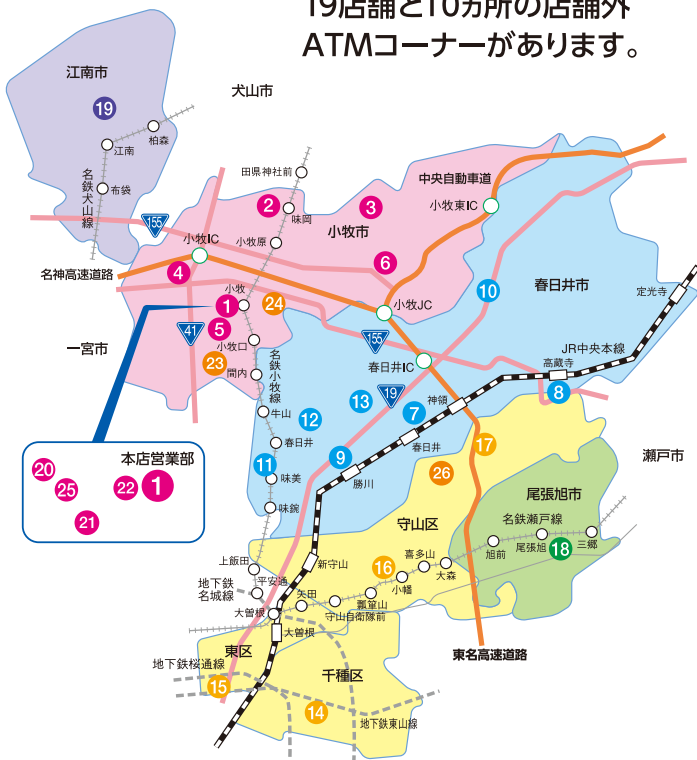 19店舗と10ヵ所の店舗外
ATMコーナーがあります。
江南市
犬山市
19
柏森
江南
布袋
名鉄犬山線
田県神社前
中央自動車道
2
3
味岡
小牧東IC
155
小牧IC
小牧原
小牧市
名神高速道路
4
6
10
春日井市
定光寺
小牧
1
24
小牧JC
41
5
小牧口
155
JR中央本線
一宮市
23
間内
名鉄小牧線
春日井IC
高蔵寺
19
神領
8
牛山
12
13
7
春日井
春日井
17
瀬戸市
本店営業部
20
25
22
1
21
11
味美
9
勝川
26
味鋺
尾張旭市
守山区
名鉄瀬戸線
上飯田
新守山
喜多山
旭前
尾張旭
18
三郷
16
大森
地下鉄
名城線
平安通
小幡
矢田
瓢箪山
大曽根
守山自衛隊前
大曽根
東区
東名高速道路
地下鉄桜通線
千種区
15
14
地下鉄東山線